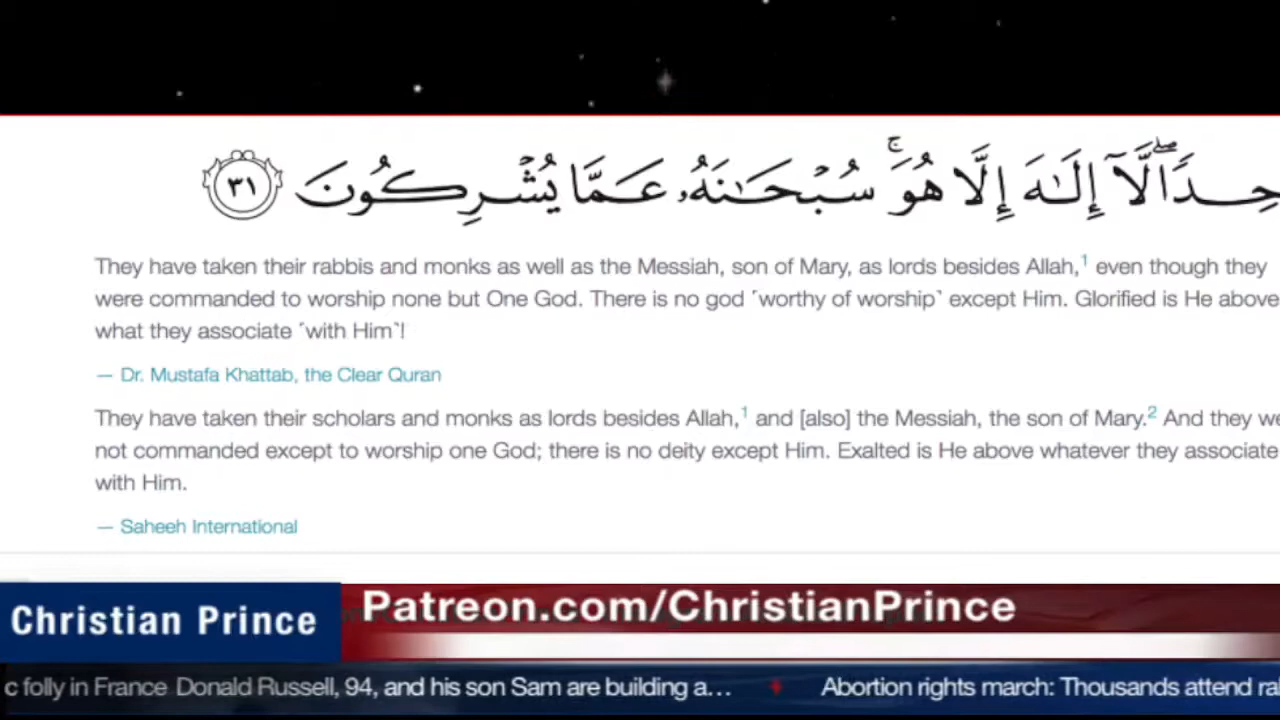 حِدًا ۖ لَّآ إِلَـٰهَ إِلَّا هُوَ ۚ سُبْحَـٰنَهُۥ عَمَّا يُشْرِكُونَ ٣١
They have taken their rabbis and monks as well as the Messiah, son of Mary, as lords besides Allah,1 even though they
were commanded to worship none but One God. There is no god ˹worthy of worship˺ except Him. Glorified is He above
what they associate ˹with Him˺!
— Dr. Mustafa Khattab, the Clear Quran
They have taken their scholars and monks as lords besides Allah,1 and [also] the Messiah, the son of Mary.2 And they we
not commanded except to worship one God; there is no deity except Him. Exalted is He above whatever they associate
with Him.
— Saheeh International
Christian Prince
Patreon.com/ChristianPrince
c folly in France Donald Russell, 94, and his son Sam are building a... Abortion rights march: Thousands attend ral